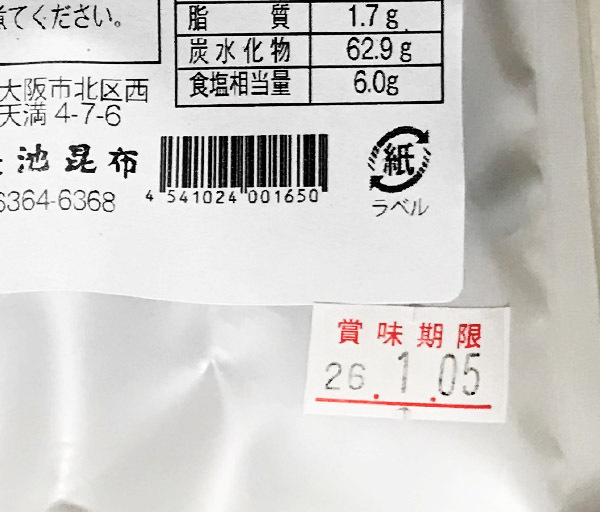 煮てください。
脂質 1.7g
炭水化物 62.9g
食塩相当量 6.0g
大阪市北区西
天満 4-7-6
池昆布
6364-6368
4 541024 001650
紙
ラベル
賞味期限
26.1.05